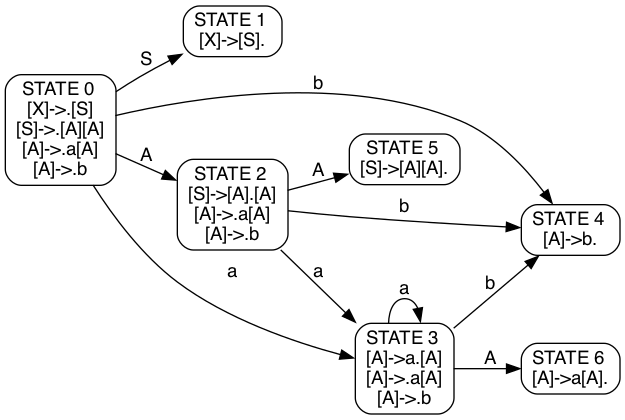 STATE 1
[X]->[S].
S
STATE 0
[X]->.[S]
[S]->.[A][A]
[A]->.a[A]
[A]->.b
b
A
STATE 2
[S]->[A].[A]
[A]->.a[A]
[A]->.b
A
STATE 5
[S]->[A][A].
b
STATE 4
[A]->b.
a
a
a
b
STATE 3
[A]->a.[A]
[A]->.a[A]
[A]->.b
A
STATE 6
[A]->a[A].